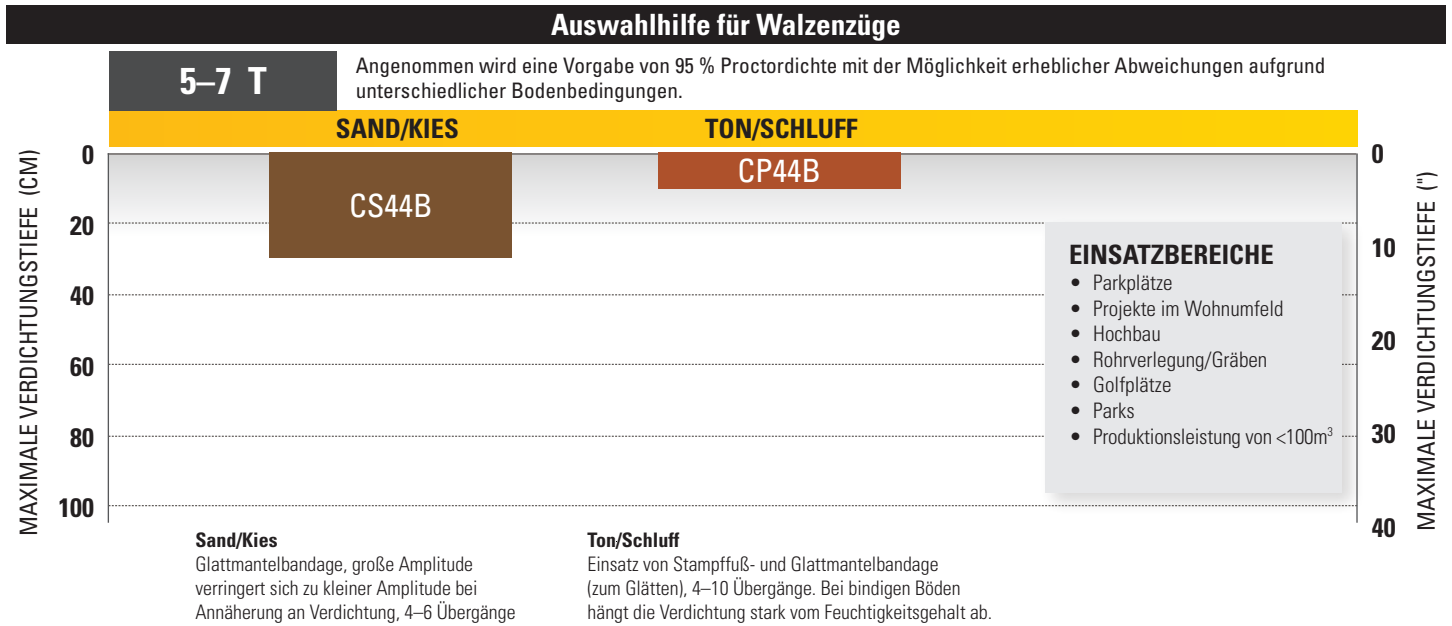 Auswahlhilfe für Walzenzüge
5–7 T
Angenommen wird eine Vorgabe von 95 % Proctordichte mit der Möglichkeit erheblicher Abweichungen aufgrund
unterschiedlicher Bodenbedingungen.
SAND/KIES
TON/SCHLUFF
MAXIMALE VERDICHTUNGSTIEFE (CM)
0
20
40
60
80
100
CS44B
CP44B
EINSATZBEREICHE
• Parkplätze
• Projekte im Wohnumfeld
• Hochbau
• Rohrverlegung/Gräben
• Golfplätze
• Parks
• Produktionsleistung von <100m³
0
10
20
30
40
MAXIMALE VERDICHTUNGSTIEFE (")
Sand/Kies
Glattmantelbandage, große Amplitude
verringert sich zu kleiner Amplitude bei
Annäherung an Verdichtung, 4–6 Übergänge
Ton/Schluff
Einsatz von Stampffuß- und Glattmantelbandage
(zum Glätten), 4–10 Übergänge. Bei bindigen Böden
hängt die Verdichtung stark vom Feuchtigkeitsgehalt ab.